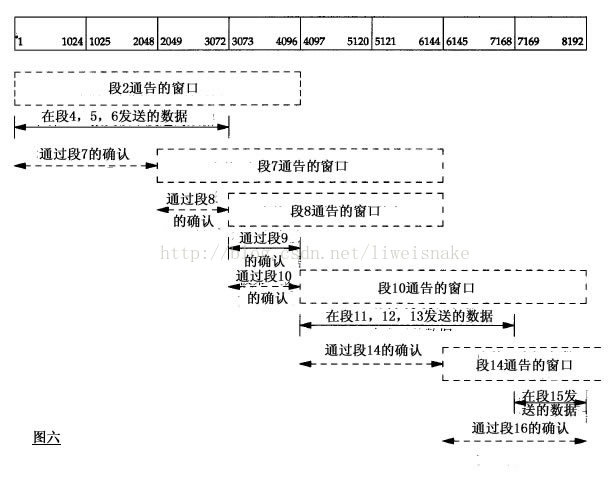 1 1024 1025 2048 2049 3072 3073 4096 4097 5120 5121 6144 6145 7168 7169 8192
段2通告的窗口
在段4，5，6发送的数据
通过段7的确认
段7通告的窗口
通过段8
的确认
段8通告的窗口
通过段9
的确认
http://blog.csdn.net/liweisnake
通过段10
的确认
段10通告的窗口
在段11，12，13发送的数据
通过段14的确认
段14通告的窗口
在段15发
送的数据
通过段16的确认
图六